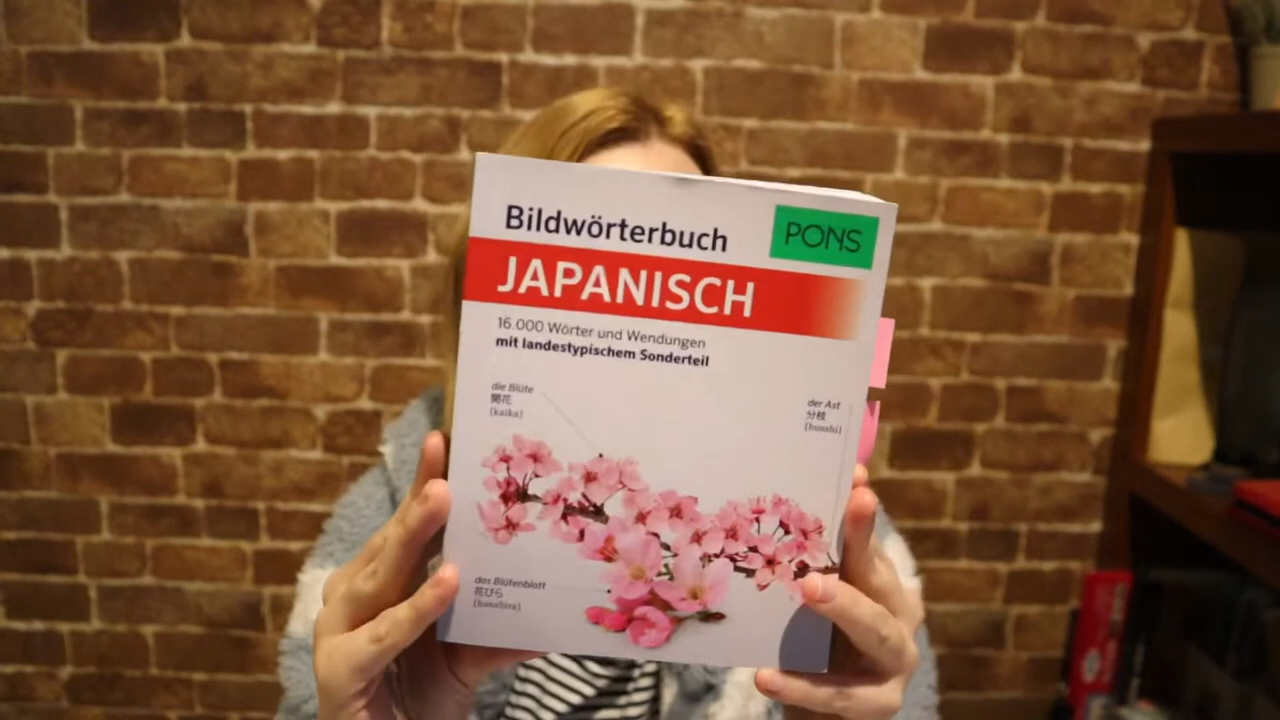 Bildwörterbuch
PONS
JAPANISCH
16.000 Wörter und Wendungen
mit landestypischem Sonderteil
die Blüte
開花
[kaika]
der Ast
分枝
[bunshi]
das Blütenblatt
花びら
[hanabira]